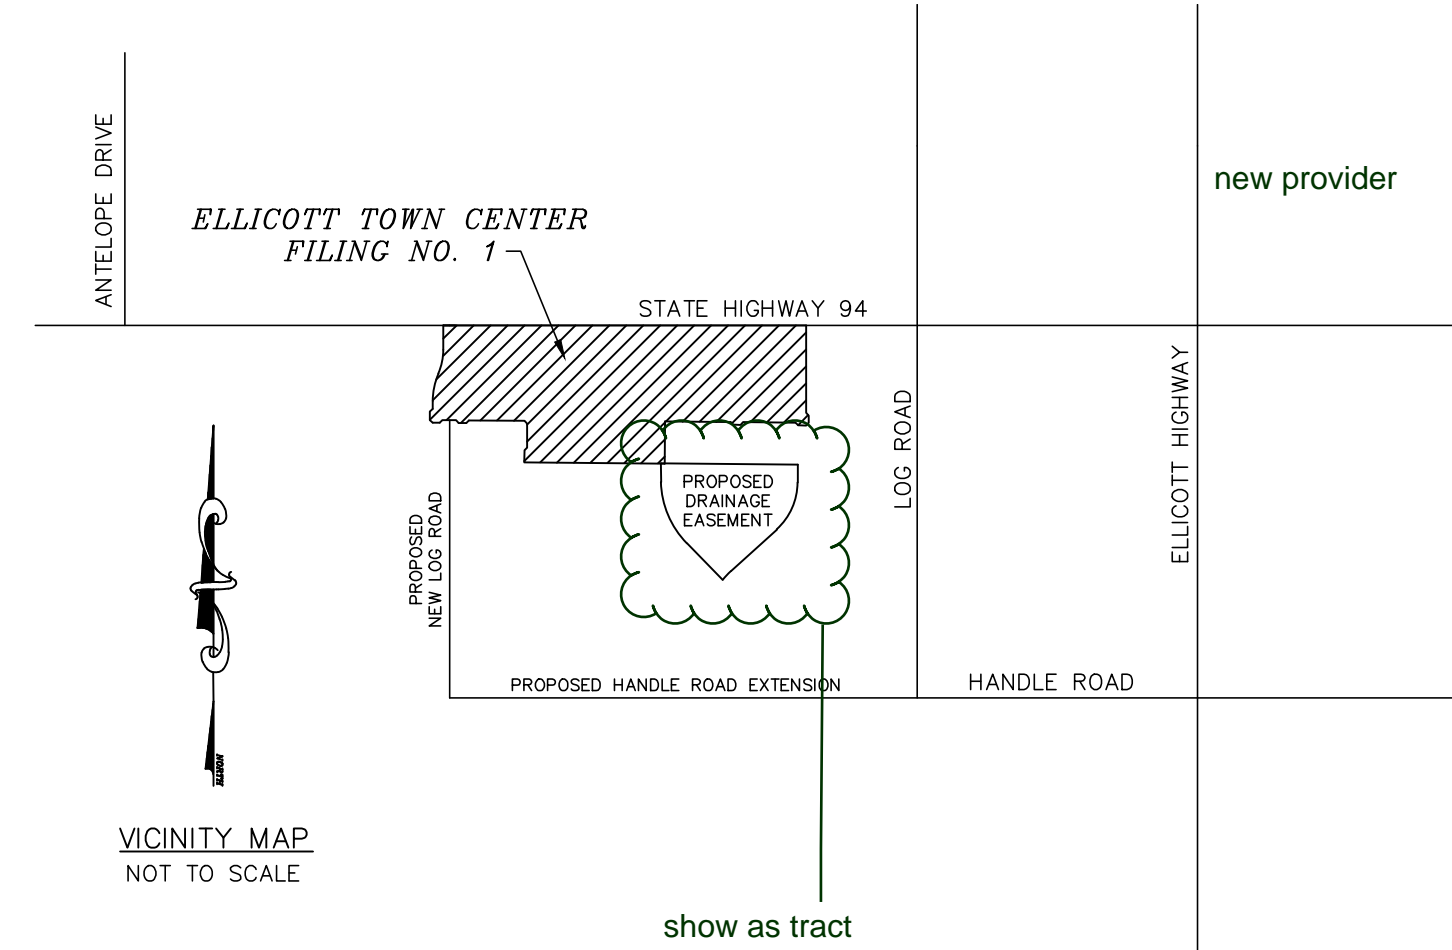 ANTELOPE DRIVE
new provider
ELLICOTT TOWN CENTER
FILING NO. 1
STATE HIGHWAY 94
LOG ROAD
ELLICOTT HIGHWAY
PROPOSED
DRAINAGE
EASEMENT
PROPOSED
NEW LOG ROAD
PROPOSED HANDLE ROAD EXTENSION
HANDLE ROAD
NORTH
VICINITY MAP
NOT TO SCALE
show as tract